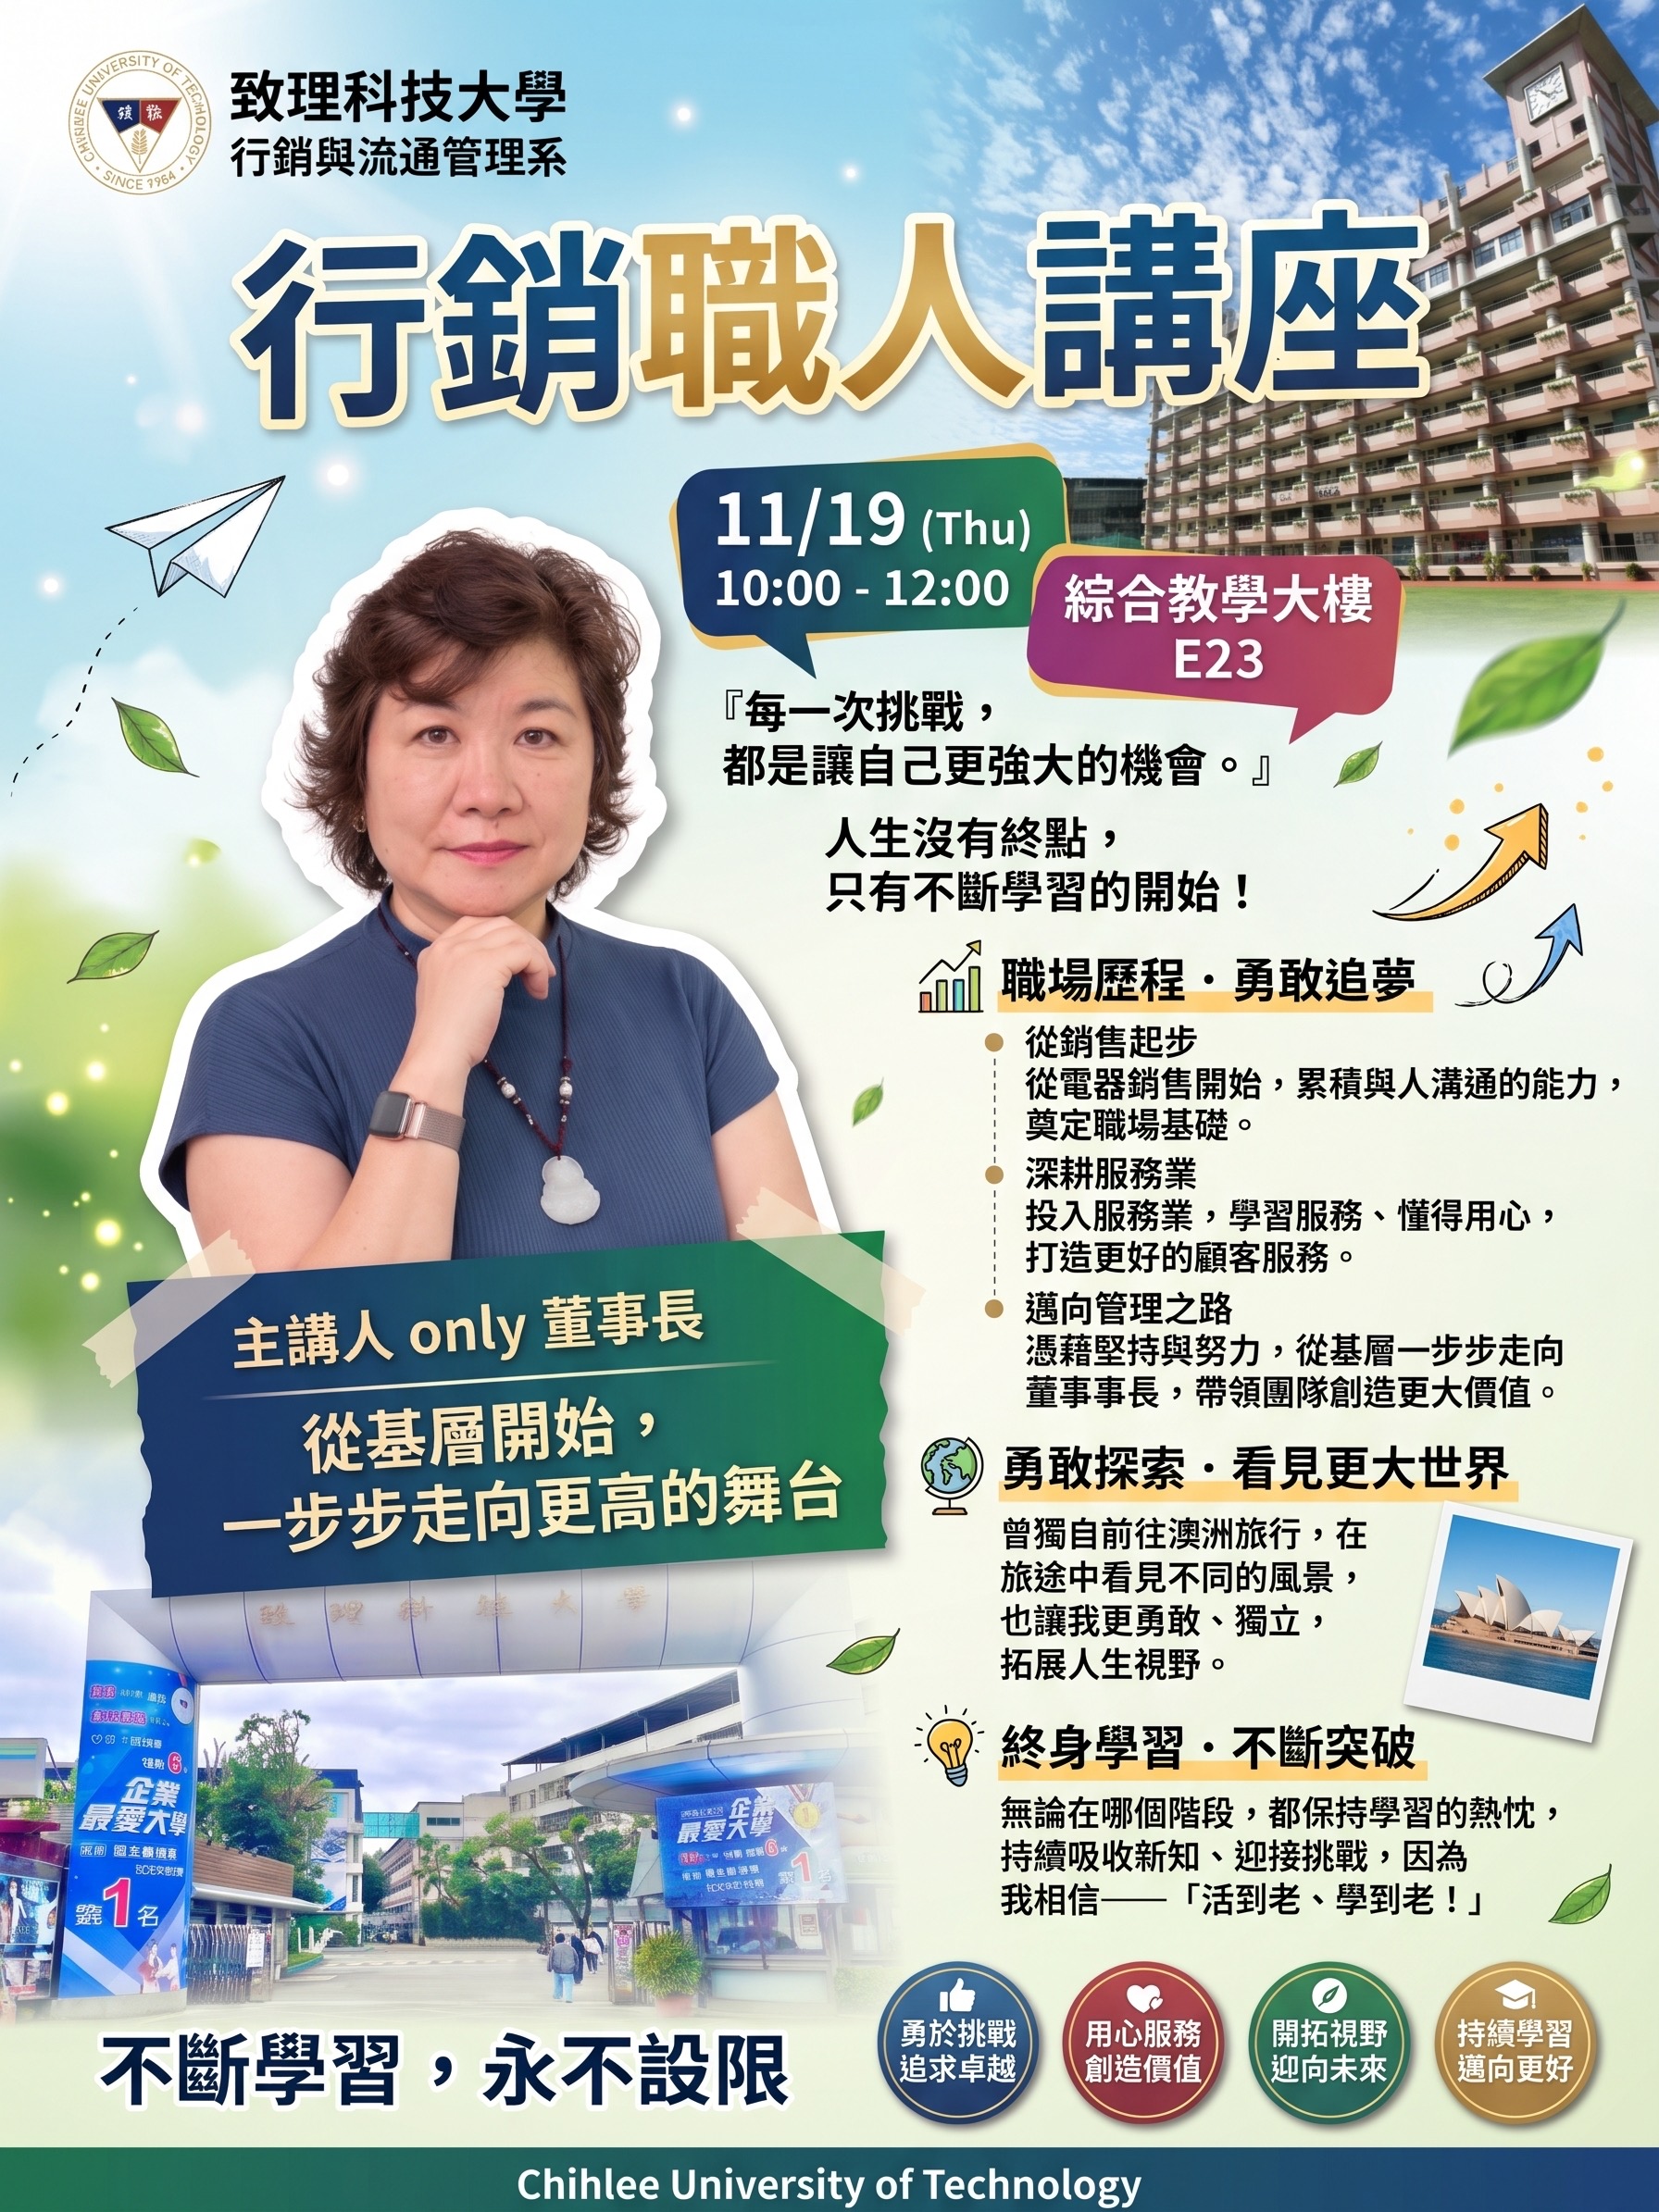 CHIHLEE UNIVERSITY OF TECHNOLOGY
SINCE 1964
致理科技大學
行銷與流通管理系
行銷職人講座
11/19 (Thu)
10:00 - 12:00
綜合教學大樓
E23
『每一次挑戰，
都是讓自己更強大的機會。』
人生沒有終點，
只有不斷學習的開始！
職場歷程・勇敢追夢
從銷售起步
從電器銷售開始，累積與人溝通的能力，
奠定職場基礎。
深耕服務業
投入服務業，學習服務、懂得用心，
打造更好的顧客服務。
邁向管理之路
憑藉堅持與努力，從基層一步步走向
董事事長，帶領團隊創造更大價值。
主講人 only 董事長
從基層開始，
一步步走向更高的舞台
勇敢探索・看見更大世界
曾獨自前往澳洲旅行，在
旅途中看見不同的風景，
也讓我更勇敢、獨立，
拓展人生視野。
終身學習・不斷突破
無論在哪個階段，都保持學習的熱忱，
持續吸收新知、迎接挑戰，因為
我相信——「活到老、學到老！」
企業
最愛大學
1名
企業
最愛大學
1
不斷學習，永不設限
勇於挑戰
追求卓越
用心服務
創造價值
開拓視野
迎向未來
持續學習
邁向更好
Chihlee University of Technology